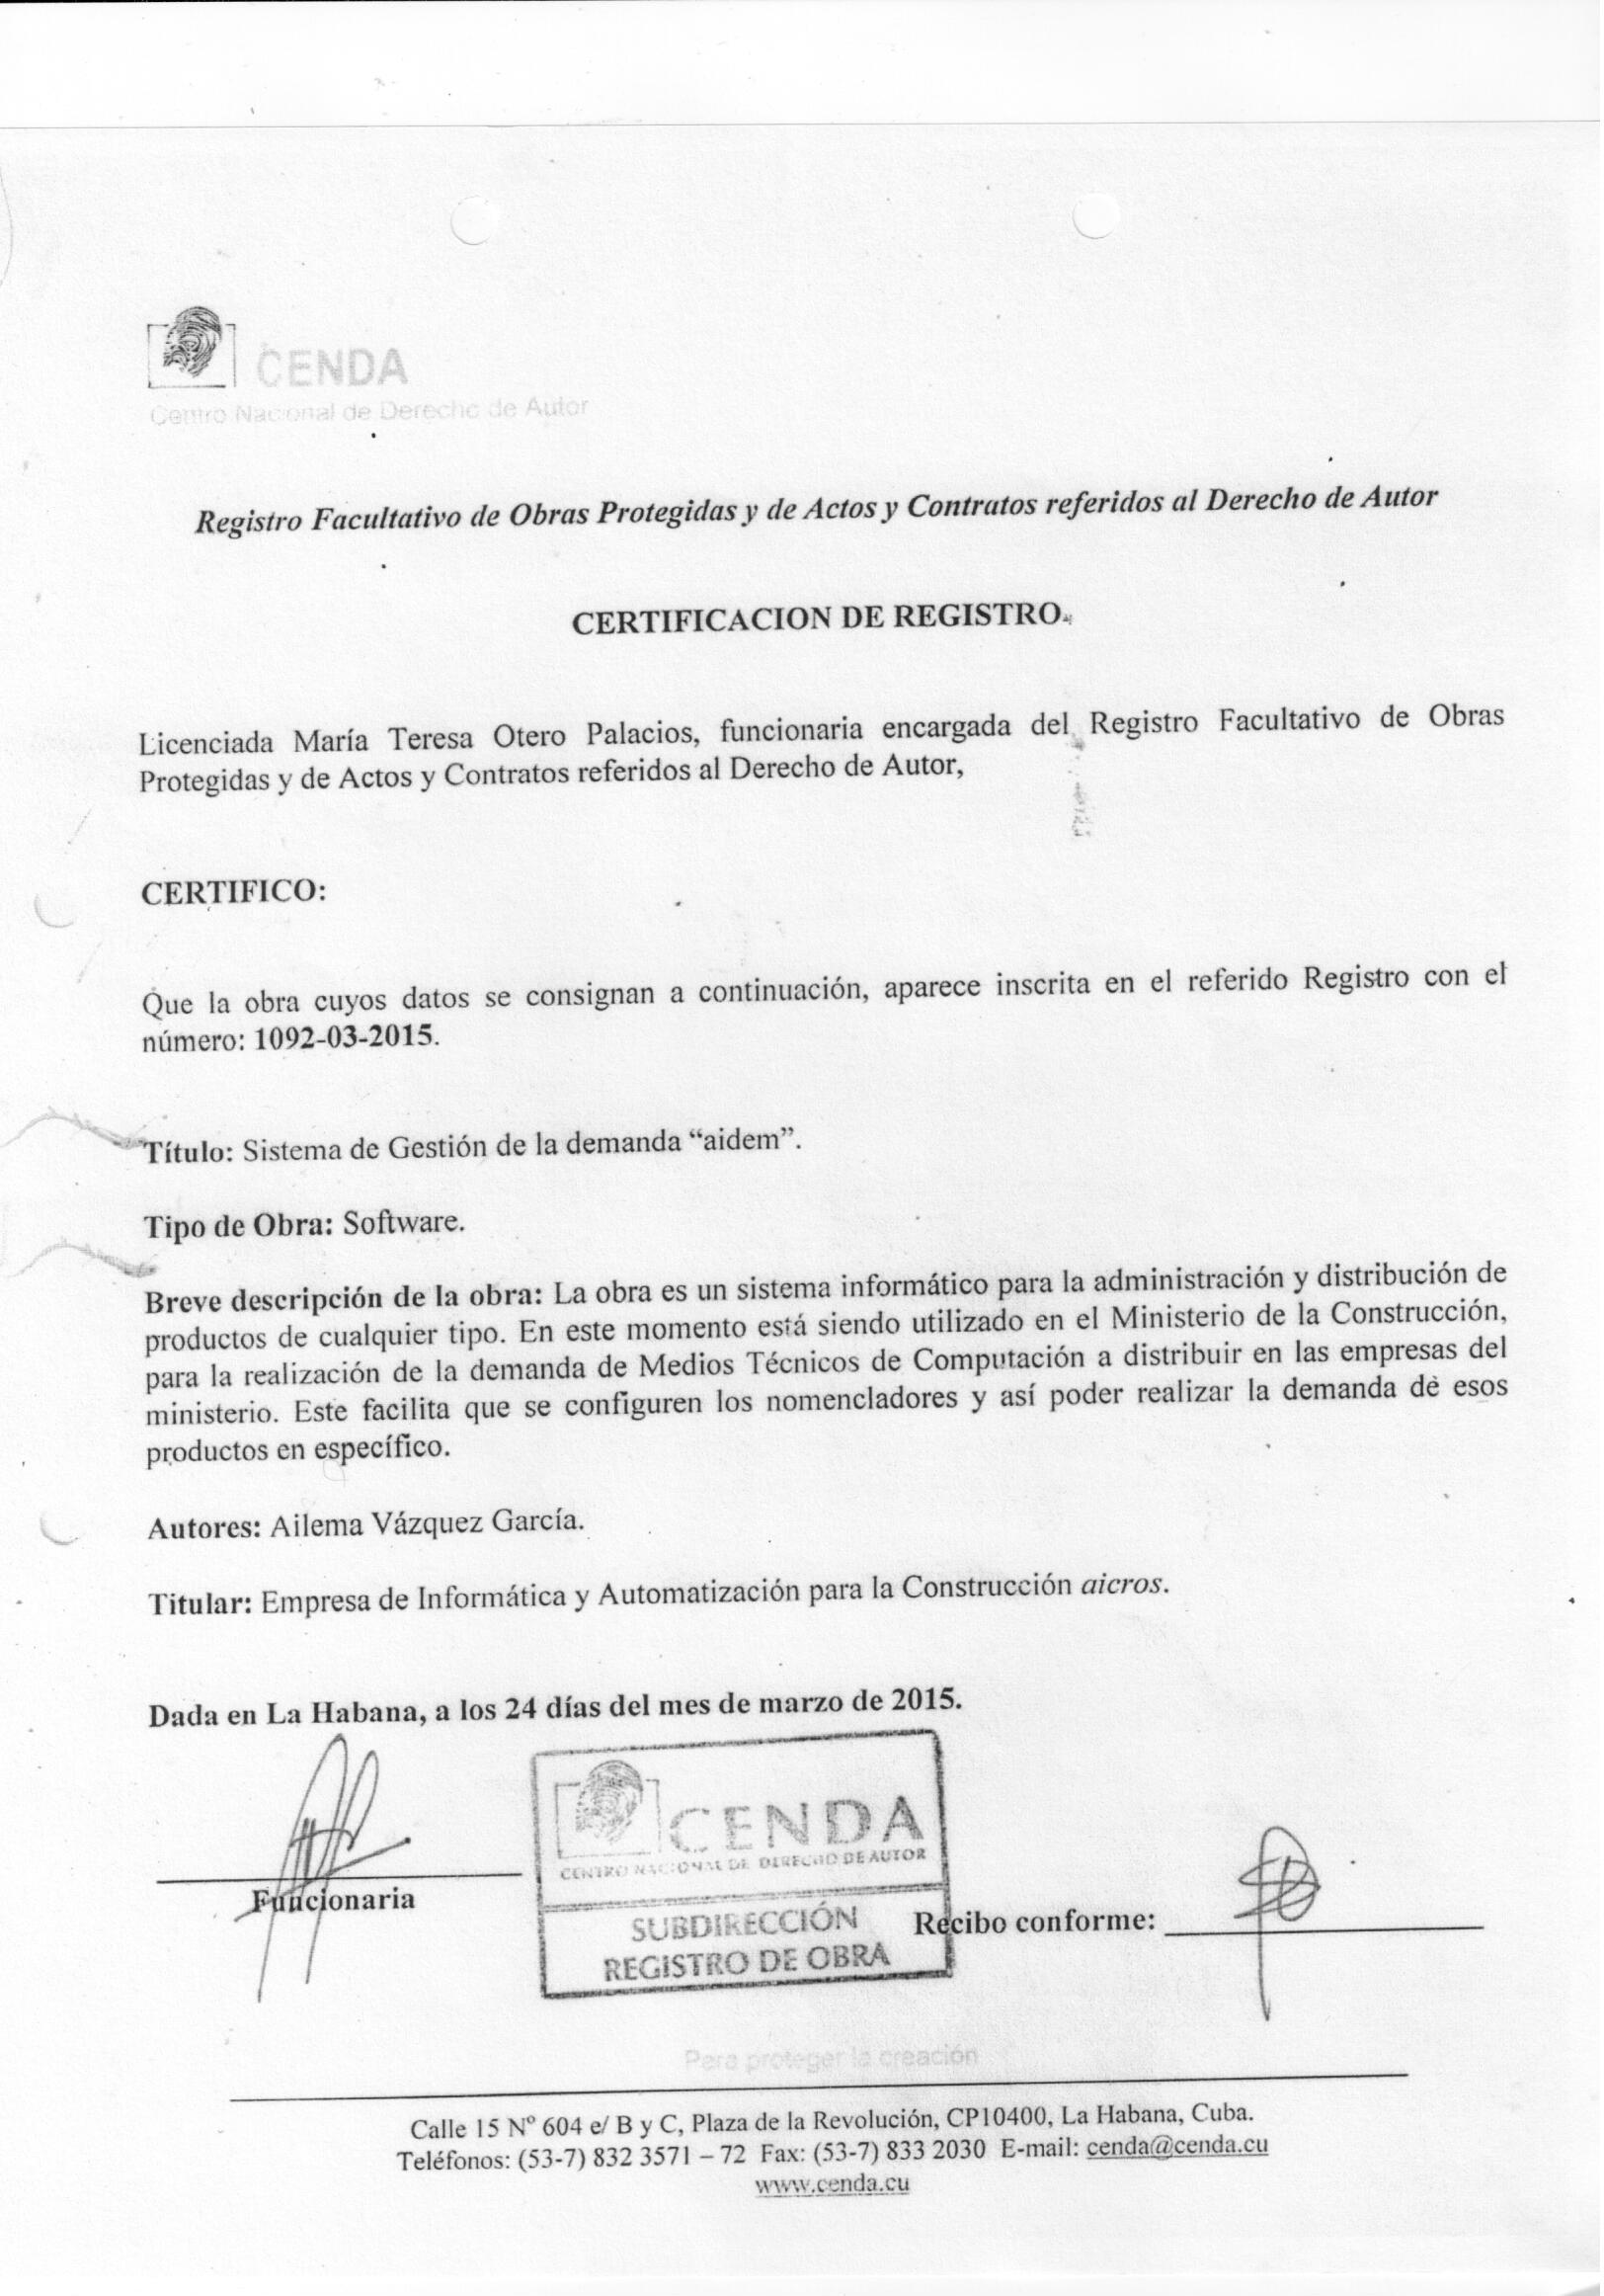 CENDA
Centro Nacional de Derecho de Autor
Registro Facultativo de Obras Protegidas y de Actos y Contratos referidos al Derecho de Autor
CERTIFICACION DE REGISTRO.
Licenciada María Teresa Otero Palacios, funcionaria encargada del Registro Facultativo de Obras
Protegidas y de Actos y Contratos referidos al Derecho de Autor,
CERTIFICO:
Que la obra cuyos datos se consignan a continuación, aparece inscrita en el referido Registro con el
número: 1092-03-2015.
Título: Sistema de Gestión de la demanda “aidem”.
Tipo de Obra: Software.
Breve descripción de la obra: La obra es un sistema informático para la administración y distribución de
productos de cualquier tipo. En este momento está siendo utilizado en el Ministerio de la Construcción,
para la realización de la demanda de Medios Técnicos de Computación a distribuir en las empresas del
ministerio. Este facilita que se configuren los nomencladores y así poder realizar la demanda de esos
productos en específico.
Autores: Ailema Vázquez García.
Titular: Empresa de Informática y Automatización para la Construcción aicros.
Dada en La Habana, a los 24 días del mes de marzo de 2015.
CENDA
CENTRO NACIONAL DE DERECHO DE AUTOR
SUBDIRECCIÓN
REGISTRO DE OBRA
Funcionaria
Recibo conforme:
Para proteger la creación
Calle 15 Nº 604 e/ B y C, Plaza de la Revolución, CP10400, La Habana, Cuba.
Teléfonos: (53-7) 832 3571 – 72 Fax: (53-7) 833 2030 E-mail: cenda@cenda.cu
www.cenda.cu